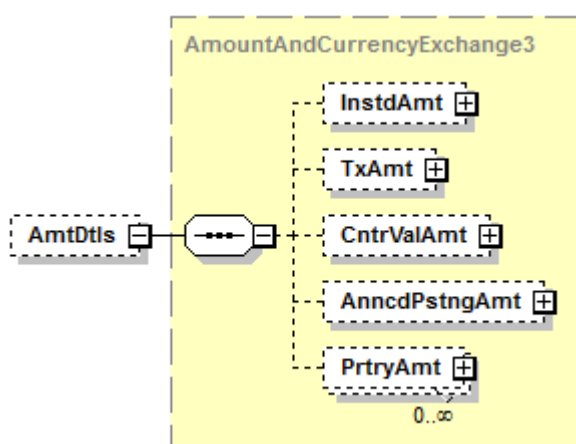 AmountAndCurrencyExchange3
InstdAmt
TxAmt
AmtDtls
CntrValAmt
AnncdPstngAmt
PrtryAmt
0..∞